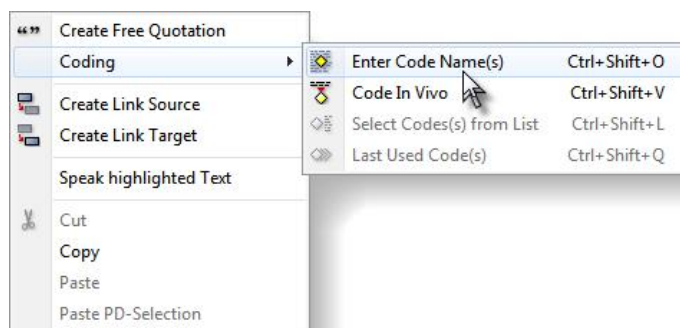 Create Free Quotation
Coding
Create Link Source
Create Link Target
Speak highlighted Text
Cut
Copy
Paste
Paste PD-Selection
Enter Code Name(s) Ctrl+Shift+O
Code In Vivo Ctrl+Shift+V
Select Codes(s) from List Ctrl+Shift+L
Last Used Code(s) Ctrl+Shift+Q